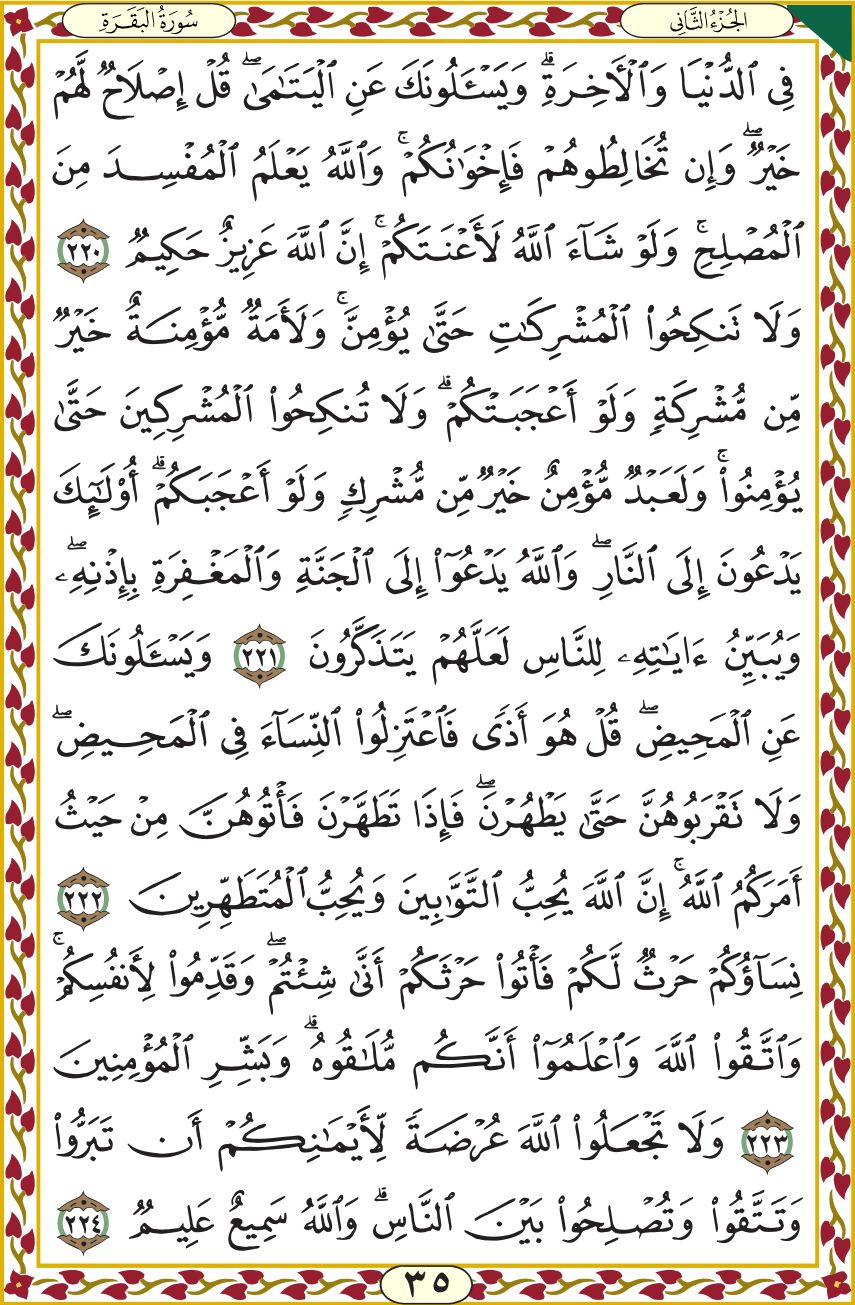 سُورَةُ البَقَرَةِ
الجُزْءُ الثَّانِي
فِى ٱلدُّنْيَا وَٱلْـَٔاخِرَةِۗ وَيَسْـَٔلُونَكَ عَنِ ٱلْيَتَـٰمَىٰۖ قُلْ إِصْلَاحٌ لَّهُمْ
خَيْرٌۖ وَإِن تُخَالِطُوهُمْ فَإِخْوَٰنُكُمْۚ وَٱللَّهُ يَعْلَمُ ٱلْمُفْسِدَ مِنَ
ٱلْمُصْلِحِۚ وَلَوْ شَآءَ ٱللَّهُ لَأَعْنَتَكُمْۚ إِنَّ ٱللَّهَ عَزِيزٌ حَكِيمٌ ٢٢٠
وَلَا تَنكِحُوا۟ ٱلْمُشْرِكَـٰتِ حَتَّىٰ يُؤْمِنَّۚ وَلَأَمَةٌ مُّؤْمِنَةٌ خَيْرٌ
مِّن مُّشْرِكَةٍ وَلَوْ أَعْجَبَتْكُمْۗ وَلَا تُنكِحُوا۟ ٱلْمُشْرِكِينَ حَتَّىٰ
يُؤْمِنُوا۟ۚ وَلَعَبْدٌ مُّؤْمِنٌ خَيْرٌ مِّن مُّشْرِكٍ وَلَوْ أَعْجَبَكُمْۗ أُو۟لَـٰٓئِكَ
يَدْعُونَ إِلَى ٱلنَّارِۖ وَٱللَّهُ يَدْعُوٓا۟ إِلَى ٱلْجَنَّةِ وَٱلْمَغْفِرَةِ بِإِذْنِهِۦۖ
وَيُبَيِّنُ ءَايَـٰتِهِۦ لِلنَّاسِ لَعَلَّهُمْ يَتَذَكَّرُونَ ٢٢١ وَيَسْـَٔلُونَكَ
عَنِ ٱلْمَحِيضِۖ قُلْ هُوَ أَذًى فَٱعْتَزِلُوا۟ ٱلنِّسَآءَ فِى ٱلْمَحِيضِۖ
وَلَا تَقْرَبُوهُنَّ حَتَّىٰ يَطْهُرْنَۖ فَإِذَا تَطَهَّرْنَ فَأْتُوهُنَّ مِنْ حَيْثُ
أَمَرَكُمُ ٱللَّهُۚ إِنَّ ٱللَّهَ يُحِبُّ ٱلتَّوَّٰبِينَ وَيُحِبُّ ٱلْمُتَطَهِّرِينَ ٢٢٢
نِسَآؤُكُمْ حَرْثٌ لَّكُمْ فَأْتُوا۟ حَرْثَكُمْ أَنَّىٰ شِئْتُمْۖ وَقَدِّمُوا۟ لِأَنفُسِكُمْۚ
وَٱتَّقُوا۟ ٱللَّهَ وَٱعْلَمُوٓا۟ أَنَّكُم مُّلَـٰقُوهُۗ وَبَشِّرِ ٱلْمُؤْمِنِينَ
٢٢٣ وَلَا تَجْعَلُوا۟ ٱللَّهَ عُرْضَةً لِّأَيْمَـٰنِكُمْ أَن تَبَرُّوا۟
وَتَتَّقُوا۟ وَتُصْلِحُوا۟ بَيْنَ ٱلنَّاسِۗ وَٱللَّهُ سَمِيعٌ عَلِيمٌ ٢٢٤
٣٥